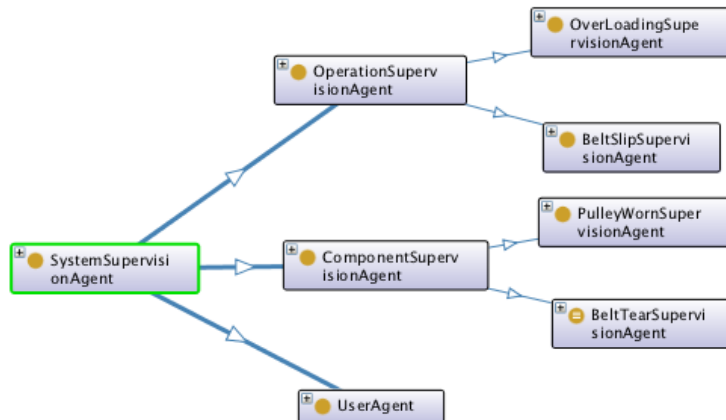 OverLoadingSupe
rvisionAgent
OperationSuperv
isionAgent
BeltSlipSupervi
sionAgent
PulleyWornSuper
visionAgent
SystemSupervisi
onAgent
ComponentSuperv
isionAgent
BeltTearSupervi
sionAgent
UserAgent